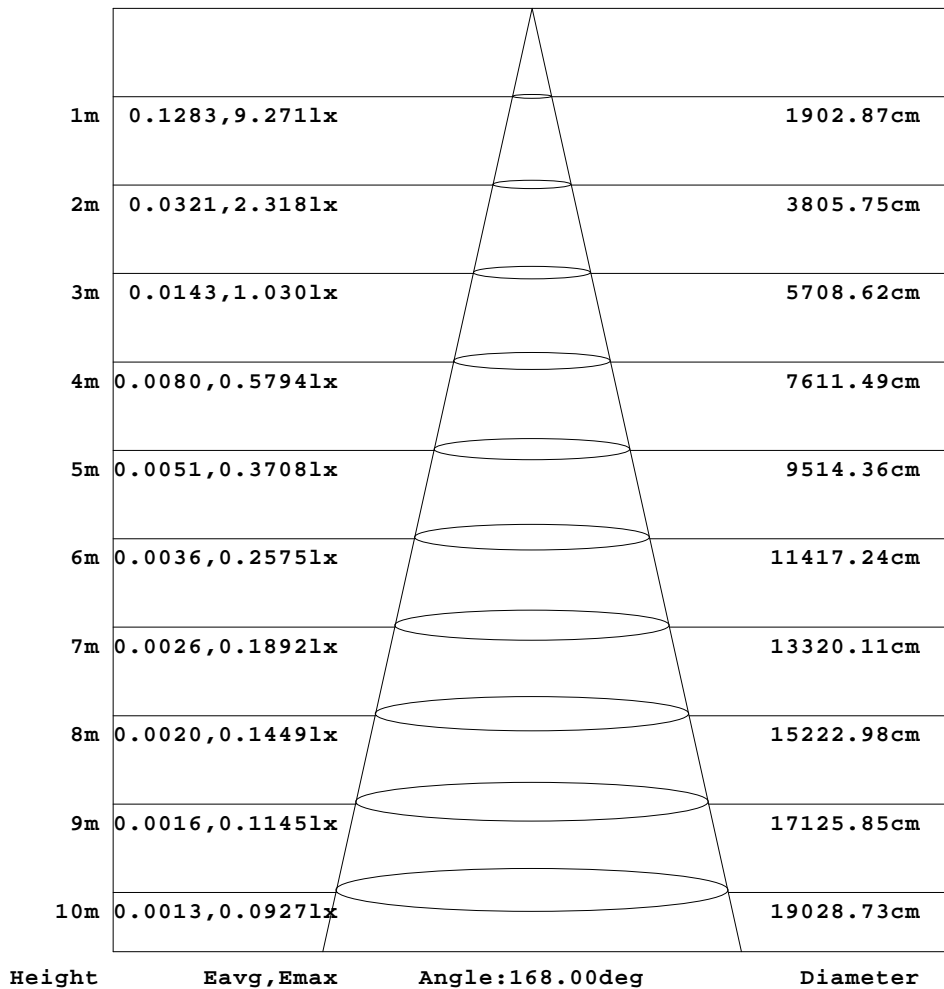 1m 0.1283,9.271lx 1902.87cm
2m 0.0321,2.318lx 3805.75cm
3m 0.0143,1.030lx 5708.62cm
4m 0.0080,0.5794lx 7611.49cm
5m 0.0051,0.3708lx 9514.36cm
6m 0.0036,0.2575lx 11417.24cm
7m 0.0026,0.1892lx 13320.11cm
8m 0.0020,0.1449lx 15222.98cm
9m 0.0016,0.1145lx 17125.85cm
10m 0.0013,0.0927lx 19028.73cm
Height Eavg,Emax Angle:168.00deg Diameter